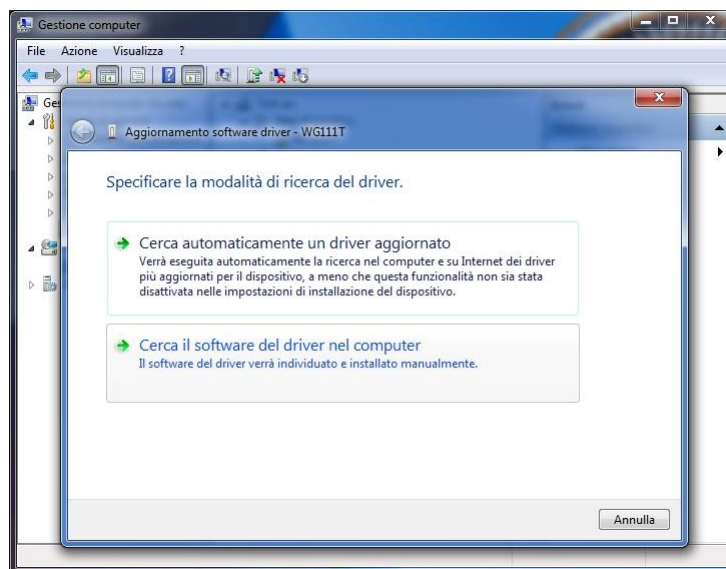 Gestione computer
File Azione Visualizza ?
Ges
Aggiornamento software driver - WG111T
Specificare la modalità di ricerca del driver.
Cerca automaticamente un driver aggiornato
Verrà eseguita automaticamente la ricerca nel computer e su Internet dei driver
più aggiornati per il dispositivo, a meno che questa funzionalità non sia stata
disattivata nelle impostazioni di installazione del dispositivo.
Cerca il software del driver nel computer
Il software del driver verrà individuato e installato manualmente.
Annulla